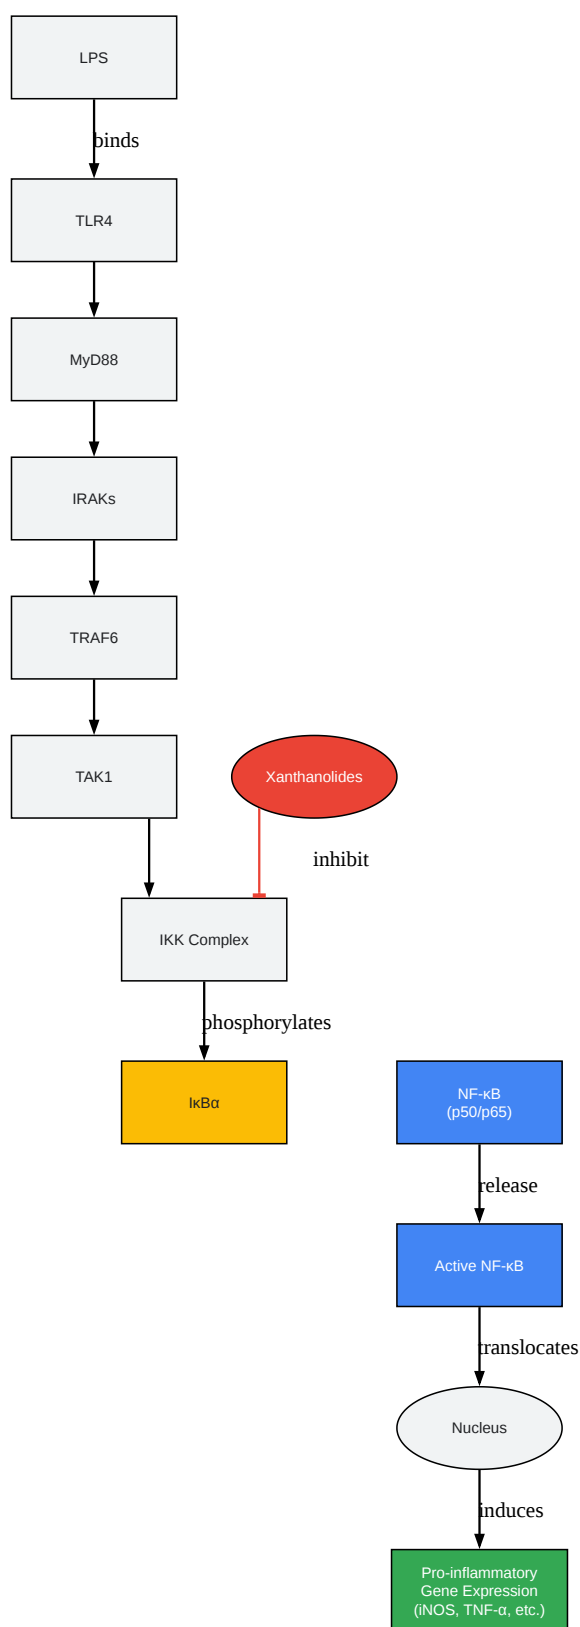 LPS
binds
TLR4
MyD88
IRAKs
TRAF6
TAK1
Xanthanolides
inhibit
IKK Complex
phosphorylates
IκBα
NF-κB
(p50/p65)
release
Active NF-κB
translocates
Nucleus
induces
Pro-inflammatory
Gene Expression
(iNOS, TNF-α, etc.)